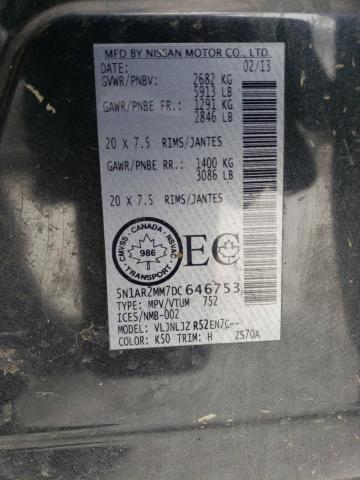 MFD BY NISSAN MOTOR CO., LTD.
DATE: 02/13
GVWR/PNBV: 2682 KG
5913 LB
GAWR/PNBE FR.: 1291 KG
2846 LB
20 X 7.5 RIMS/JANTES
GAWR/PNBE RR.: 1400 KG
3086 LB
20 X 7.5 RIMS/JANTES
CANADA
CMVSS NSVAC
986
TRANSPORT
EC
5N1AR2MM7DC646753
TYPE: MPV/VTUM 752
ICES/NMB-002
MODEL: VLJNLJZ R52EN7C--
COLOR: K50 TRIM: H ZS70A